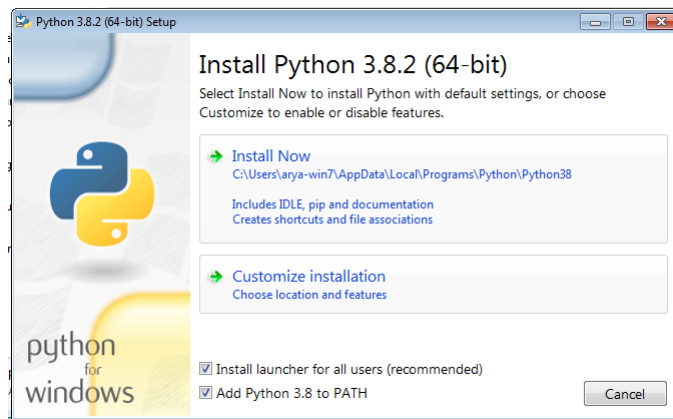 Python 3.8.2 (64-bit) Setup
Install Python 3.8.2 (64-bit)
Select Install Now to install Python with default settings, or choose
Customize to enable or disable features.
Install Now
C:\Users\arya-win7\AppData\Local\Programs\Python\Python38
Includes IDLE, pip and documentation
Creates shortcuts and file associations
Customize installation
Choose location and features
python
for
windows
Install launcher for all users (recommended)
Add Python 3.8 to PATH
Cancel